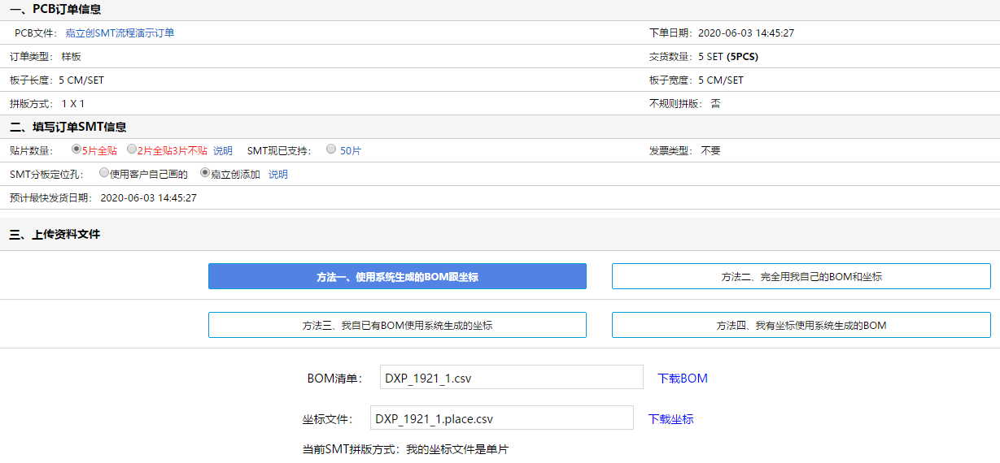 一、PCB订单信息
PCB文件： 嘉立创SMT流程演示订单 下单日期：2020-06-03 14:45:27
订单类型： 样板 交货数量：5 SET (5PCS)
板子长度：5 CM/SET 板子宽度：5 CM/SET
拼版方式： 1 X 1 不规则拼版： 否
二、填写订单SMT信息
贴片数量： 5片全贴 2片全贴3片不贴 说明 SMT现已支持： 50片 发票类型： 不要
SMT分板定位孔： 使用客户自己画的 嘉立创添加 说明
预计最快发货日期： 2020-06-03 14:45:27
三、上传资料文件
方法一、使用系统生成的BOM跟坐标 方法二、完全用我自己的BOM和坐标
方法三、我自已有BOM使用系统生成的坐标 方法四、我有坐标使用系统生成的BOM
BOM清单： DXP_1921_1.csv 下载BOM
坐标文件： DXP_1921_1.place.csv 下载坐标
当前SMT拼版方式：我的坐标文件是单片